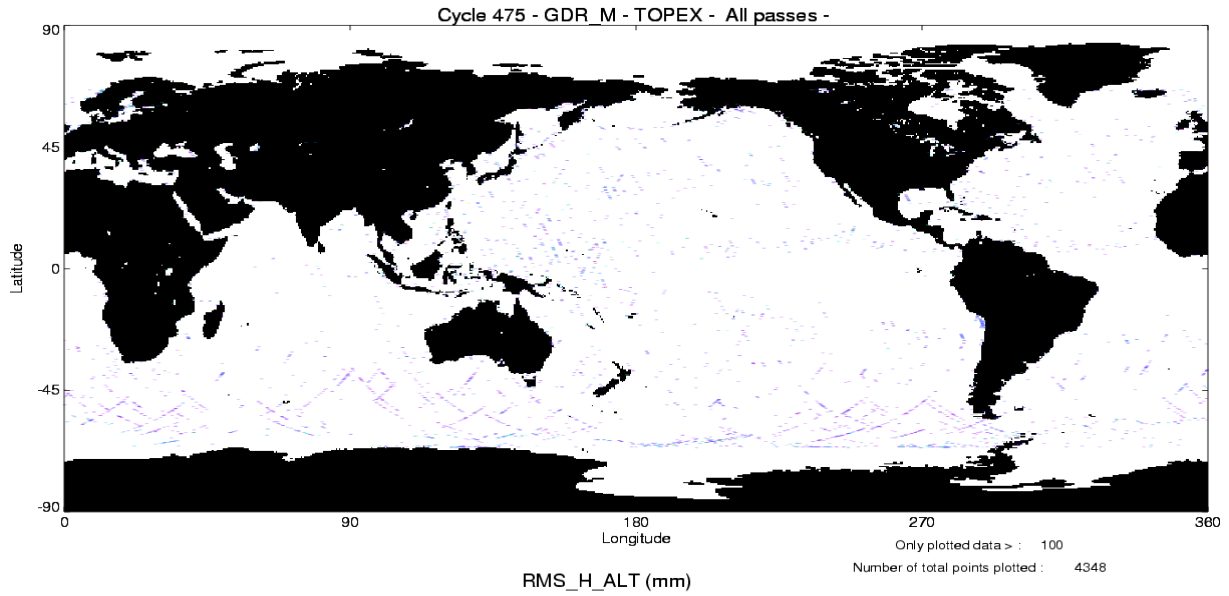 Cycle 475 - GDR_M - TOPEX - All passes -
90
45
0
-45
-90
Latitude
0 90 180 270 360
Longitude
Only plotted data > : 100
Number of total points plotted : 4348
RMS_H_ALT (mm)